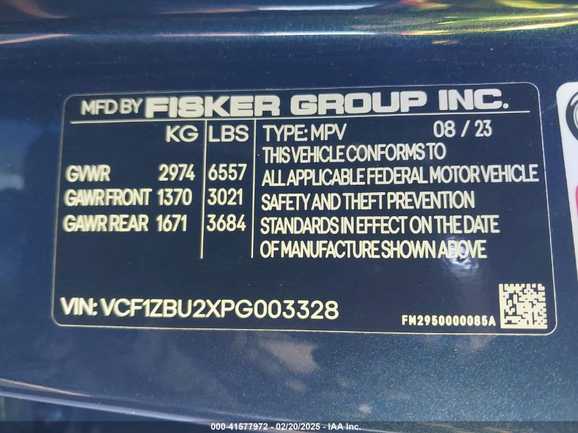 MFD BY FISKER GROUP INC.
KG LBS TYPE: MPV 08 / 23
THIS VEHICLE CONFORMS TO
GVWR 2974 6557 ALL APPLICABLE FEDERAL MOTOR VEHICLE
GAWR FRONT 1370 3021 SAFETY AND THEFT PREVENTION
GAWR REAR 1671 3684 STANDARDS IN EFFECT ON THE DATE
OF MANUFACTURE SHOWN ABOVE
VIN: VCF1ZBU2XPG003328
FM29S0000085A
000-41577972 - 02/20/2025 - IAA Inc.